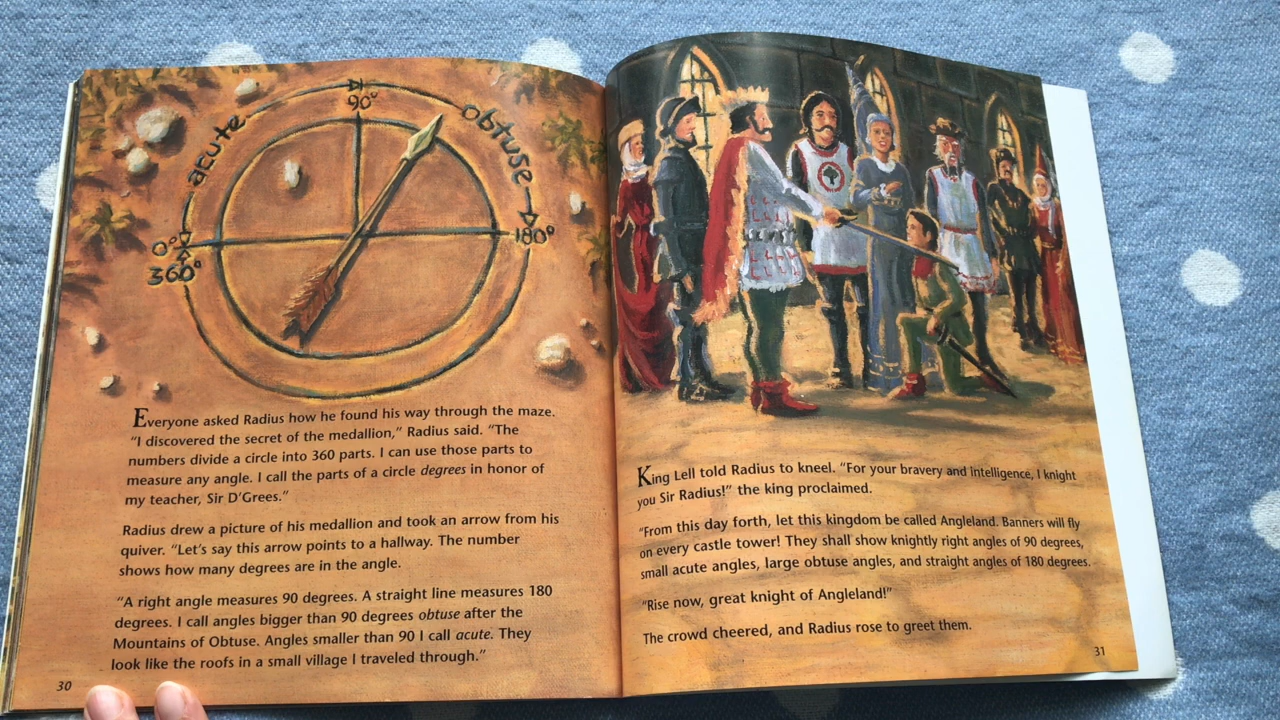 90°
acute
obtuse
0°
180°
360°
Everyone asked Radius how he found his way through the maze.
"I discovered the secret of the medallion," Radius said. "The
numbers divide a circle into 360 parts. I can use those parts to
measure any angle. I call the parts of a circle degrees in honor of
my teacher, Sir D'Grees."
Radius drew a picture of his medallion and took an arrow from his
quiver. "Let's say this arrow points to a hallway. The number
shows how many degrees are in the angle.
"A right angle measures 90 degrees. A straight line measures 180
degrees. I call angles bigger than 90 degrees obtuse after the
Mountains of Obtuse. Angles smaller than 90 I call acute. They
look like the roofs in a small village I traveled through."
30
King Lell told Radius to kneel. "For your bravery and intelligence, I knight
you Sir Radius!" the king proclaimed.
"From this day forth, let this kingdom be called Angleland. Banners will fly
on every castle tower! They shall show knightly right angles of 90 degrees,
small acute angles, large obtuse angles, and straight angles of 180 degrees.
"Rise now, great knight of Angleland!"
The crowd cheered, and Radius rose to greet them.
31